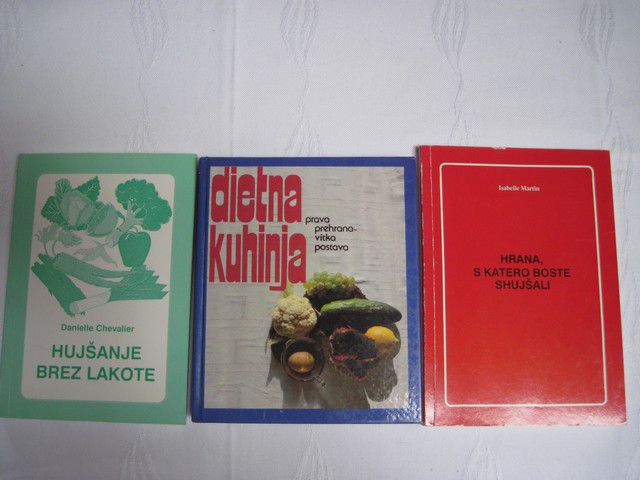 Danielle Chevalier
HUJŠANJE
BREZ LAKOTE
dietna
kuhinja
prava
prehrana-
vitka
postava
Isabelle Martin
HRANA,
S KATERO BOSTE
SHUJŠALI